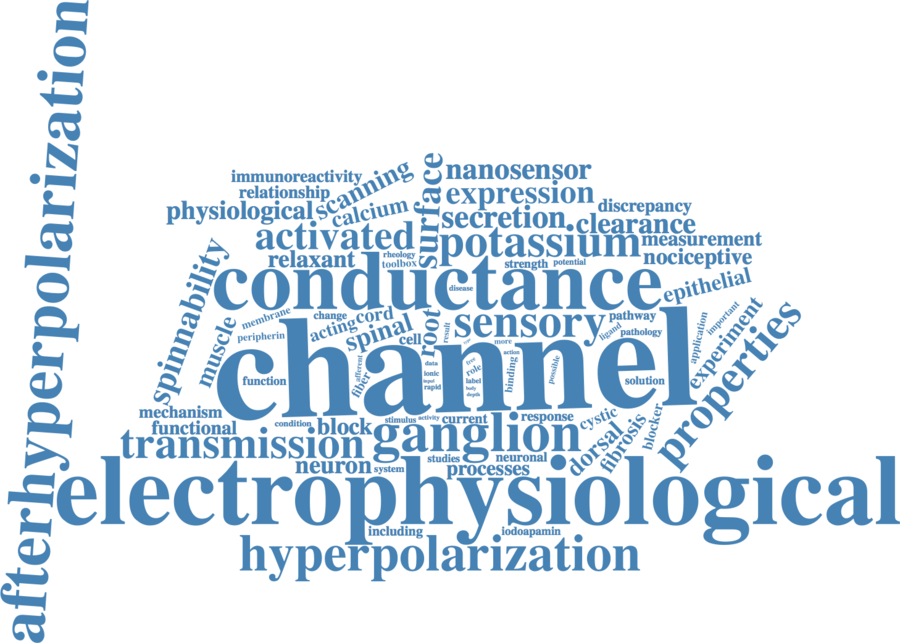 afterhyperpolarization
immunoreactivity
relationship
physiological
scanning
calcium
surface
nanosensor
expression
secretion
discrepancy
clearance
activated
potassium
measurement
relaxant
rheology
toolbox
strength
potential
nociceptive
conductance
disease
epithelial
spinnability
muscle
membrane
peripherin
change
acting
cord
spinal
cell
root
result
sensory
pathway
ligand
pathology
application
important
experiment
properties
channel
function
afferent
fiber
data
ionic
input
rapid
free
role
label
body
depth
more
action
binding
possible
solution
mechanism
functional
condition
block
stimulus
activity
current
response
cystic
transmission
ganglion
dorsal
fibrosis
blocker
neuron
system
studies
neuronal
processes
electrophysiological
including
iodoapamin
hyperpolarization